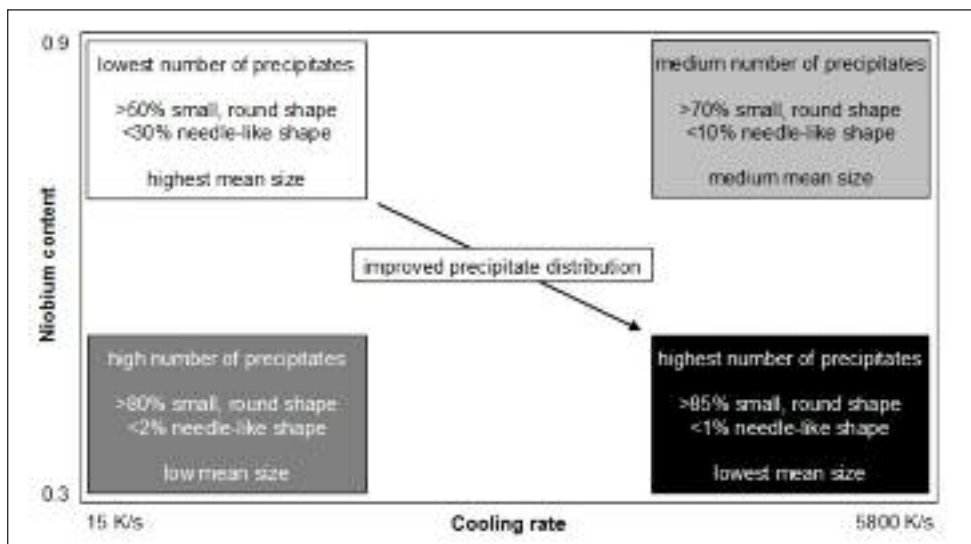 0.9
lowest number of precipitates
>50% small, round shape
<30% needle-like shape
highest mean size
medium number of precipitates
>70% small, round shape
<10% needle-like shape
medium mean size
Niobium content
improved precipitate distribution
high number of precipitates
>80% small, round shape
<2% needle-like shape
low mean size
highest number of precipitates
>85% small, round shape
<1% needle-like shape
lowest mean size
0.3
15 K/s
Cooling rate
5800 K/s